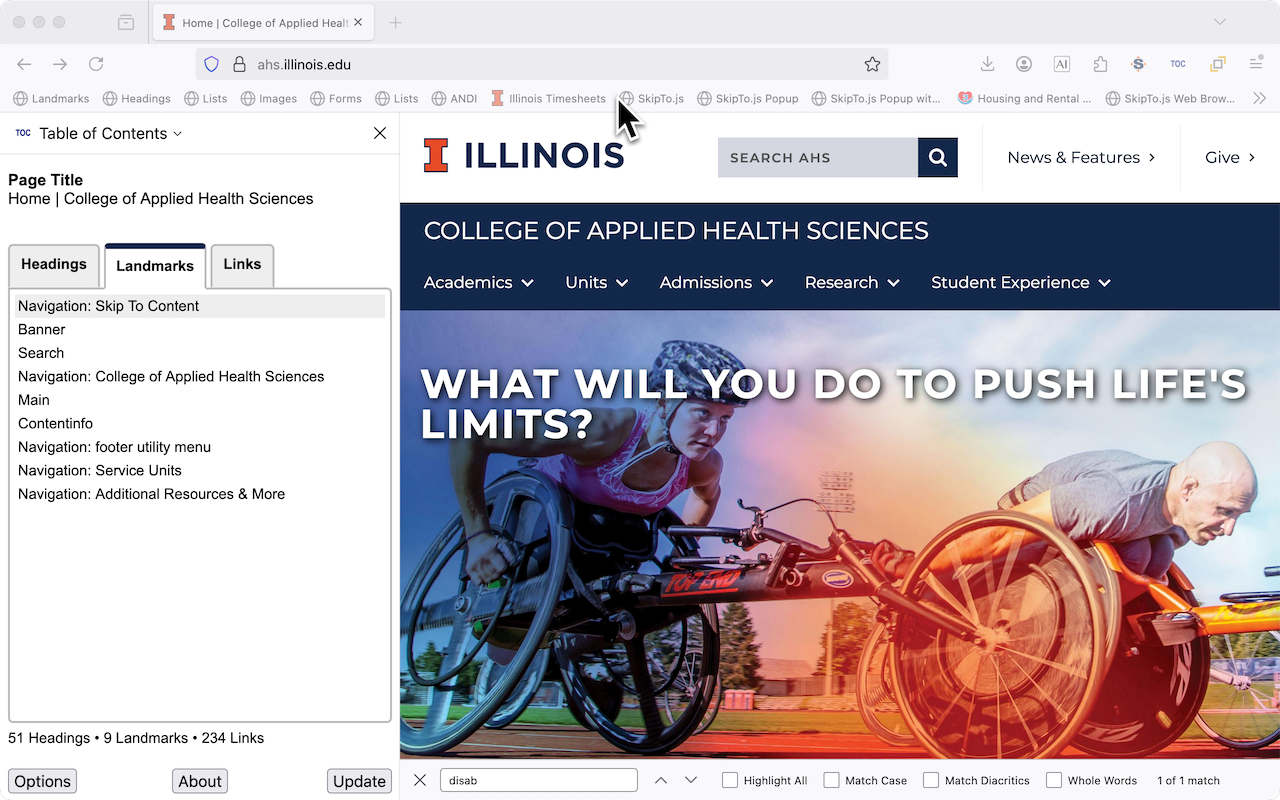 Home | College of Applied Healt
ahs.illinois.edu
AI
S
TOC
Landmarks
Headings
Lists
Images
Forms
Lists
ANDI
Illinois Timesheets
SkipTo.js
SkipTo.js Popup
SkipTo.js Popup wit...
Housing and Rental ...
SkipTo.js Web Brow...
TOC Table of Contents
Page Title
Home | College of Applied Health Sciences
Headings
Landmarks
Links
Navigation: Skip To Content
Banner
Search
Navigation: College of Applied Health Sciences
Main
Contentinfo
Navigation: footer utility menu
Navigation: Service Units
Navigation: Additional Resources & More
51 Headings • 9 Landmarks • 234 Links
Options
About
Update
I ILLINOIS
SEARCH AHS
News & Features
Give
COLLEGE OF APPLIED HEALTH SCIENCES
Academics
Units
Admissions
Research
Student Experience
WHAT WILL YOU DO TO PUSH LIFE'S
LIMITS?
TOP END
disab
Highlight All
Match Case
Match Diacritics
Whole Words
1 of 1 match